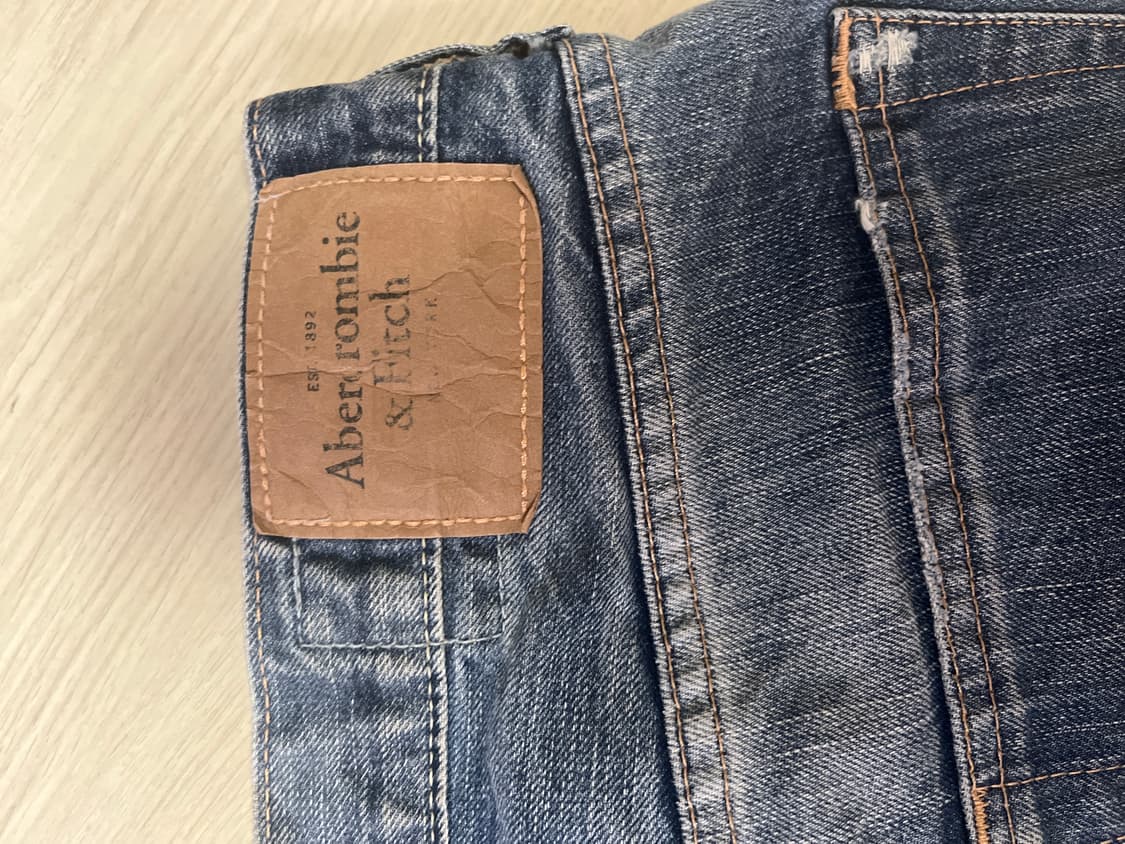 EST. 1892
Abercrombie
& Fitch